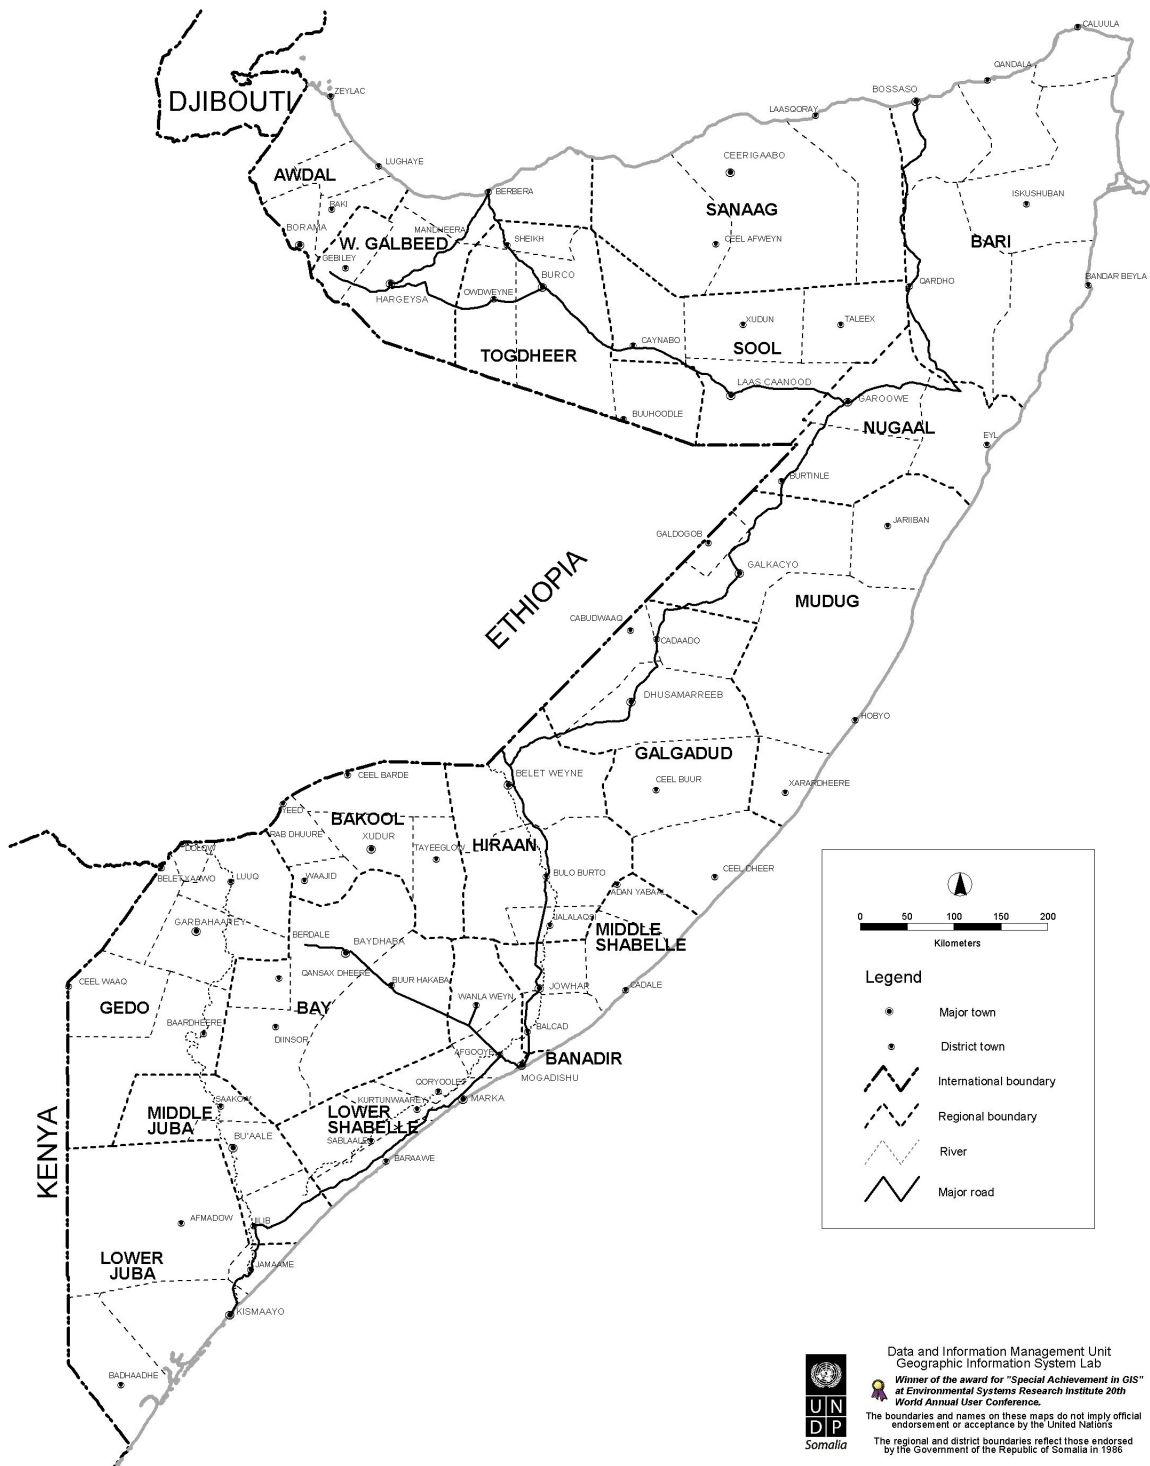 CALUULA
QANDALA
BOSSASO
DJIBOUTI
ZEYLAC
LAASQORAY
CEERIGAABO
LUGHAYE
AWDAL
BERBERA
ISKUSHUBAN
BAKI
SANAAG
BORAMA
MANDHEERA
W. GALBEED
SHEIKH
CEEL AFWEYN
BARI
GEBILEY
BURCO
QARDHO
BANDAR BEYLA
HARGEYSA
OWDWEYNE
XUDUN
TALEEX
CAYNABO
SOOL
TOGDHEER
LAAS CAANOOD
GAROOWE
BUUHOODLE
NUGAAL
EYL
BURTINLE
JARIIBAN
GALDOGOB
GALKACYO
ETHIOPIA
MUDUG
CABUDWAAQ
CADAADO
DHUSAMARREEB
HOBYO
GALGADUD
BELET WEYNE
CEEL BARDE
CEEL BUUR
XARARDHEERE
YEED
BAKOOL
RAB DHUURE
XUDUR
HIRAAN
DOLOW
TAYEEGLOW
BELET XAAWO
LUUQ
WAAJID
BULO BURTO
CEEL DHEER
ADAN YABAAL
GARBAHAAREY
JALALAQSI
MIDDLE
SHABELLE
BERDALE
BAYDHABA
QANSAX DHEERE
CEEL WAAQ
BUUR HAKABA
JOWHAR
CADALE
WANLA WEYN
GEDO
BAY
BAARDHEERE
DIINSOR
BALCAD
AFGOOYE
BANADIR
MOGADISHU
QORYOOLEY
SAAKOW
KURTUNWAAREY
MARKA
MIDDLE
JUBA
LOWER
SHABELLE
BU'AALE
SABLAALE
KENYA
BARAAWE
AFMADOW
JILIB
LOWER
JUBA
JAMAAME
KISMAAYO
BADHAADHE
0 50 100 150 200
Kilometers
Legend
Major town
District town
International boundary
Regional boundary
River
Major road
UN
DP
Somalia
Data and Information Management Unit
Geographic Information System Lab
Winner of the award for "Special Achievement in GIS"
at Environmental Systems Research Institute 20th
World Annual User Conference.
The boundaries and names on these maps do not imply official
endorsement or acceptance by the United Nations
The regional and district boundaries reflect those endorsed
by the Government of the Republic of Somalia in 1986